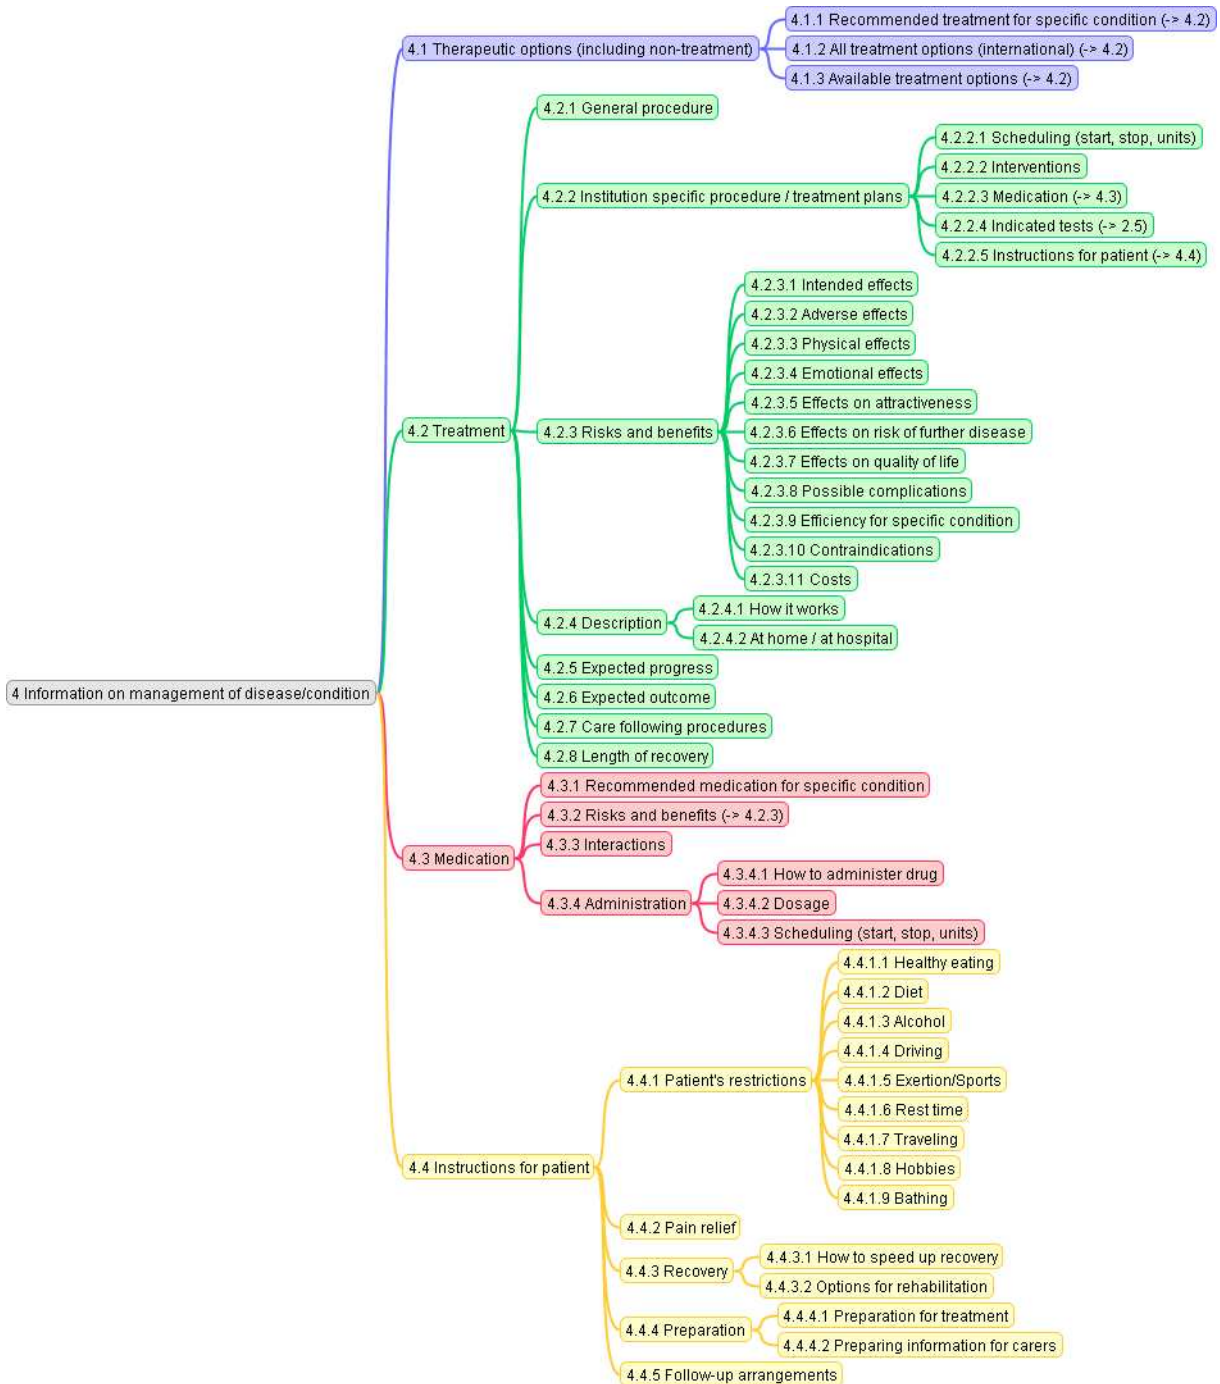 4.1.1 Recommended treatment for specific condition (-> 4.2)
4.1 Therapeutic options (including non-treatment)
4.1.2 All treatment options (international) (-> 4.2)
4.1.3 Available treatment options (-> 4.2)
4.2.1 General procedure
4.2.2.1 Scheduling (start, stop, units)
4.2.2.2 Interventions
4.2.2 Institution specific procedure / treatment plans
4.2.2.3 Medication (-> 4.3)
4.2.2.4 Indicated tests (-> 2.5)
4.2.2.5 Instructions for patient (-> 4.4)
4.2.3.1 Intended effects
4.2.3.2 Adverse effects
4.2.3.3 Physical effects
4.2.3.4 Emotional effects
4.2.3.5 Effects on attractiveness
4.2 Treatment
4.2.3 Risks and benefits
4.2.3.6 Effects on risk of further disease
4.2.3.7 Effects on quality of life
4.2.3.8 Possible complications
4.2.3.9 Efficiency for specific condition
4.2.3.10 Contraindications
4.2.3.11 Costs
4.2.4 Description
4.2.4.1 How it works
4.2.4.2 At home / at hospital
4.2.5 Expected progress
4 Information on management of disease/condition
4.2.6 Expected outcome
4.2.7 Care following procedures
4.2.8 Length of recovery
4.3.1 Recommended medication for specific condition
4.3.2 Risks and benefits (-> 4.2.3)
4.3.3 Interactions
4.3 Medication
4.3.4 Administration
4.3.4.1 How to administer drug
4.3.4.2 Dosage
4.3.4.3 Scheduling (start, stop, units)
4.4.1.1 Healthy eating
4.4.1.2 Diet
4.4.1.3 Alcohol
4.4.1.4 Driving
4.4.1 Patient's restrictions
4.4.1.5 Exertion/Sports
4.4.1.6 Rest time
4.4.1.7 Traveling
4.4 Instructions for patient
4.4.1.8 Hobbies
4.4.1.9 Bathing
4.4.2 Pain relief
4.4.3 Recovery
4.4.3.1 How to speed up recovery
4.4.3.2 Options for rehabilitation
4.4.4 Preparation
4.4.4.1 Preparation for treatment
4.4.4.2 Preparing information for carers
4.4.5 Follow-up arrangements